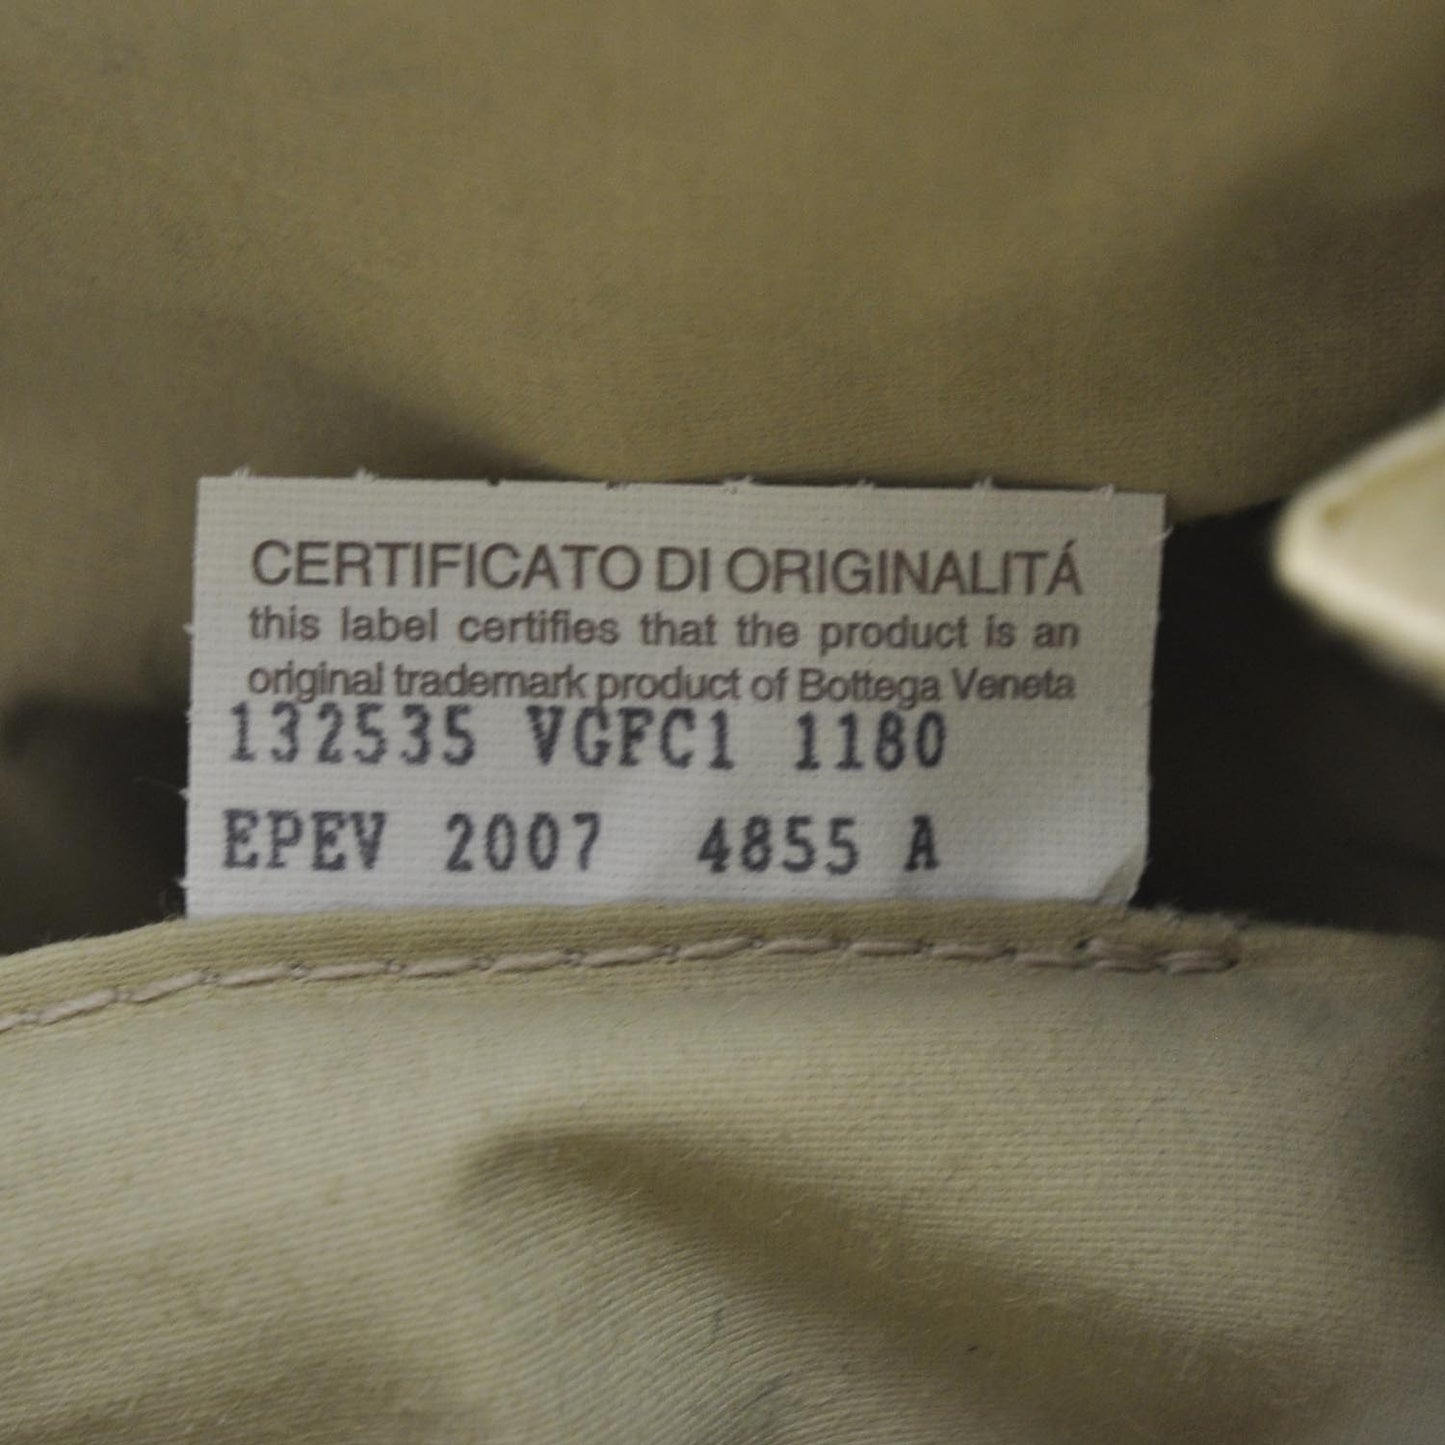 CERTIFICATO DI ORIGINALITÁ
this label certifies that the product is an
original trademark product of Bottega Veneta
132535 VGFC1 1180
EPEV 2007 4855 A